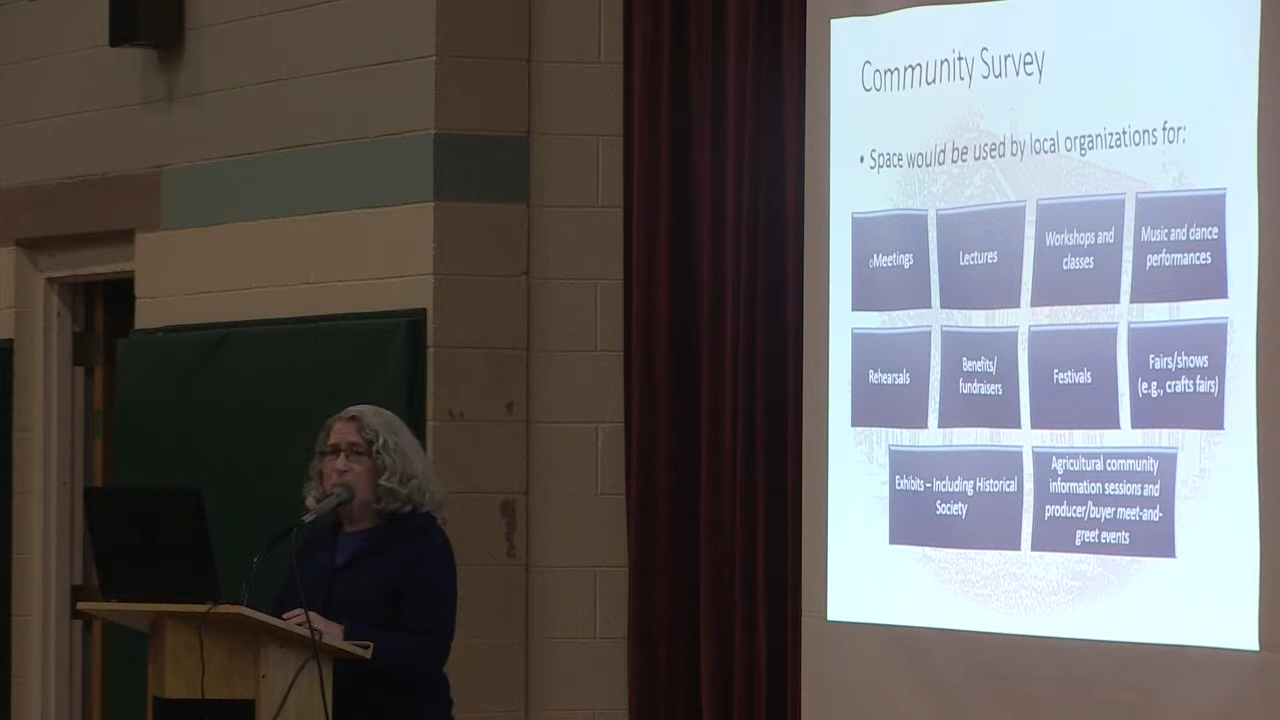 Community Survey
• Space would be used by local organizations for:
oMeetings
Lectures
Workshops and
classes
Music and dance
performances
Rehearsals
Benefits/
fundraisers
Festivals
Fairs/shows
(e.g., crafts fairs)
Exhibits – Including Historical
Society
Agricultural community
information sessions and
producer/buyer meet-and-
greet events